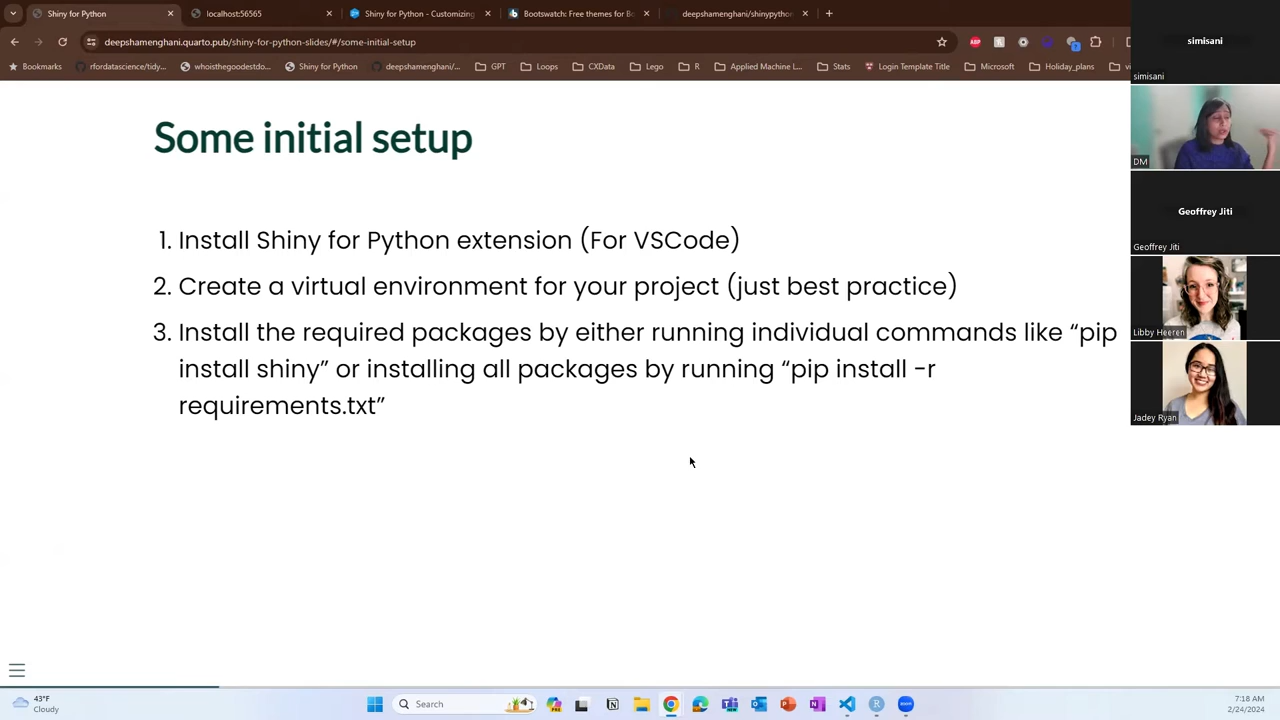 Shiny for Python
localhost:56565
Shiny for Python - Customizing
Bootswatch: Free themes for Bo
deepshamenghani/shinypython
deepshamenghani.quarto.pub/shiny-for-python-slides/#/some-initial-setup
Bookmarks
rfordatascience/tidy...
whoisthegoodestdo...
Shiny for Python
deepshamenghani/...
GPT
Loops
CXData
Lego
R
Applied Machine L...
Stats
Login Template Title
Microsoft
Holiday_plans
Some initial setup
1. Install Shiny for Python extension (For VSCode)
2. Create a virtual environment for your project (just best practice)
3. Install the required packages by either running individual commands like “pip
install shiny” or installing all packages by running “pip install -r
requirements.txt”
simisani
simisani
DM
Geoffrey Jiti
Geoffrey Jiti
Libby Heeren
Jadey Ryan
43°F
Cloudy
Search
7:18 AM
2/24/2024